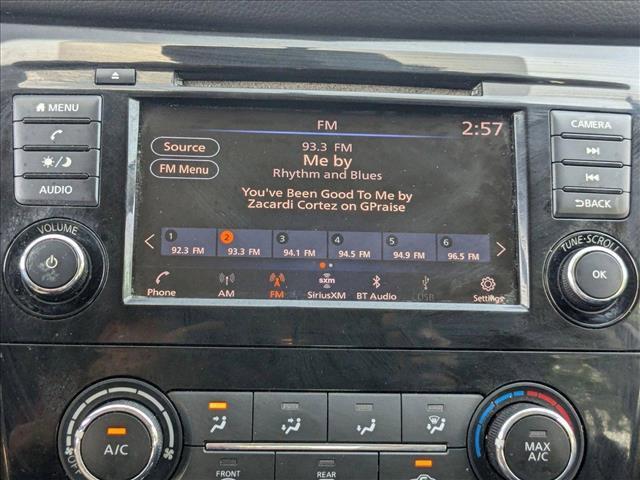 FM
2:57
Source
93.3 FM
Me by
FM Menu
Rhythm and Blues
You've Been Good To Me by
Zacardi Cortez on GPraise
1 2 3 4 5 6
92.3 FM 93.3 FM 94.1 FM 94.5 FM 94.9 FM 96.5 FM
Phone AM FM SiriusXM BT Audio USB Settings
sxm
MENU
AUDIO
VOLUME
CAMERA
BACK
TUNE·SCROLL
OK
A/C
OFF
FRONT
REAR
MAX
A/C